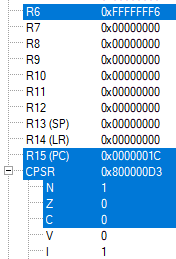 R6 0xFFFFFFF6
R7 0x00000000
R8 0x00000000
R9 0x00000000
R10 0x00000000
R11 0x00000000
R12 0x00000000
R13 (SP) 0x00000000
R14 (LR) 0x00000000
R15 (PC) 0x0000001C
CPSR 0x800000D3
N 1
Z 0
C 0
V 0
I 1